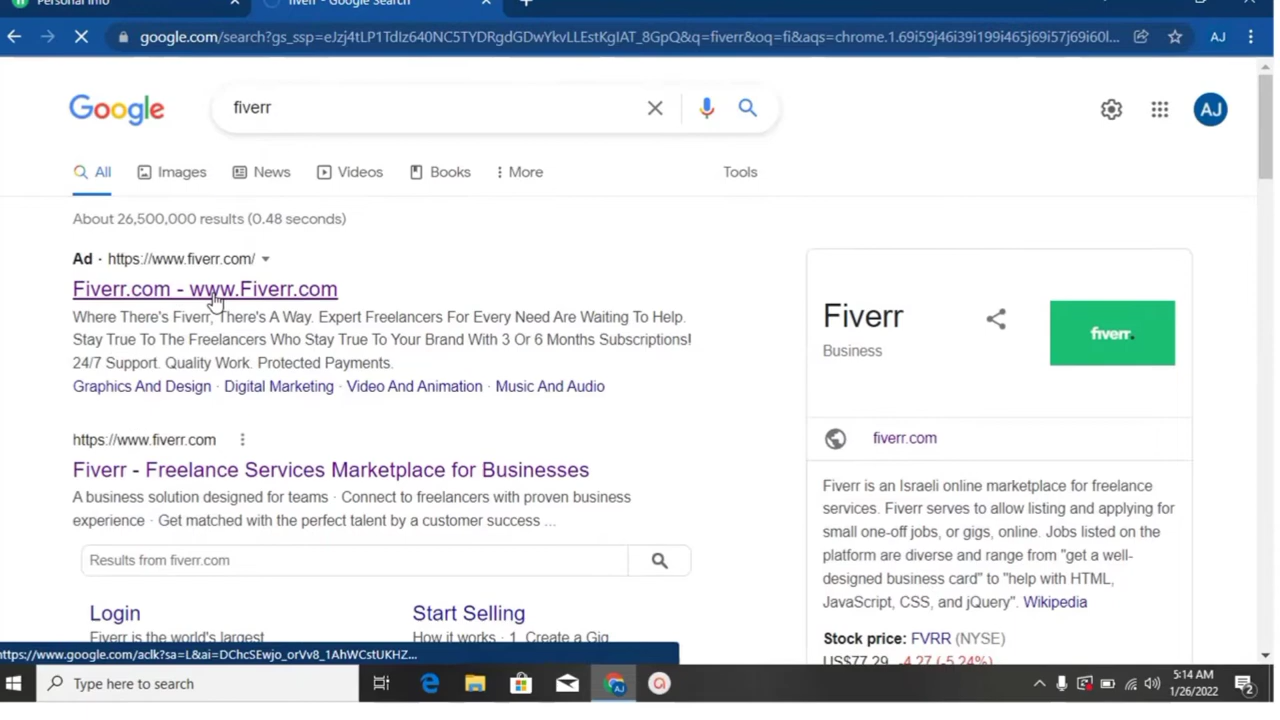 Personal Info
fiverr - Google Search
google.com/search?gs_ssp=eJzj4tLP1TdIz640NC5TYDRgdGDwYkvLLEstKgIAT_8GpQ&q=fiverr&oq=fi&aqs=chrome.1.69i59j46i39i199i465j69i57j69i60l...
AJ
Google
fiverr
AJ
All
Images
News
Videos
Books
More
Tools
About 26,500,000 results (0.48 seconds)
Ad · https://www.fiverr.com/
Fiverr.com - www.Fiverr.com
Where There's Fiverr, There's A Way. Expert Freelancers For Every Need Are Waiting To Help.
Stay True To The Freelancers Who Stay True To Your Brand With 3 Or 6 Months Subscriptions!
24/7 Support. Quality Work. Protected Payments.
Graphics And Design · Digital Marketing · Video And Animation · Music And Audio
https://www.fiverr.com
Fiverr - Freelance Services Marketplace for Businesses
A business solution designed for teams · Connect to freelancers with proven business
experience · Get matched with the perfect talent by a customer success ...
Results from fiverr.com
Login
Start Selling
Fiverr is the world's largest
How it works · 1. Create a Gig
Fiverr
Business
fiverr.
fiverr.com
Fiverr is an Israeli online marketplace for freelance
services. Fiverr serves to allow listing and applying for
small one-off jobs, or gigs, online. Jobs listed on the
platform are diverse and range from "get a well-
designed business card" to "help with HTML,
JavaScript, CSS, and jQuery". Wikipedia
Stock price: FVRR (NYSE)
US$77.29 -4.27 (-5.24%)
https://www.google.com/aclk?sa=L&ai=DChcSEwjo_orVv8_1AhWCstUKHZ...
Type here to search
AJ
5:14 AM
1/26/2022
2